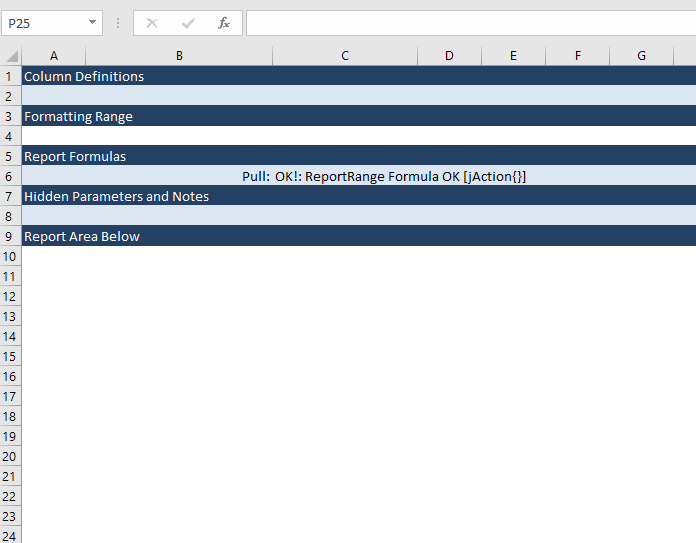 P25
fx
A B C D E F G
1 Column Definitions
2
3 Formatting Range
4
5 Report Formulas
6 Pull: OK!: ReportRange Formula OK [jAction{}]
7 Hidden Parameters and Notes
8
9 Report Area Below
10
11
12
13
14
15
16
17
18
19
20
21
22
23
24